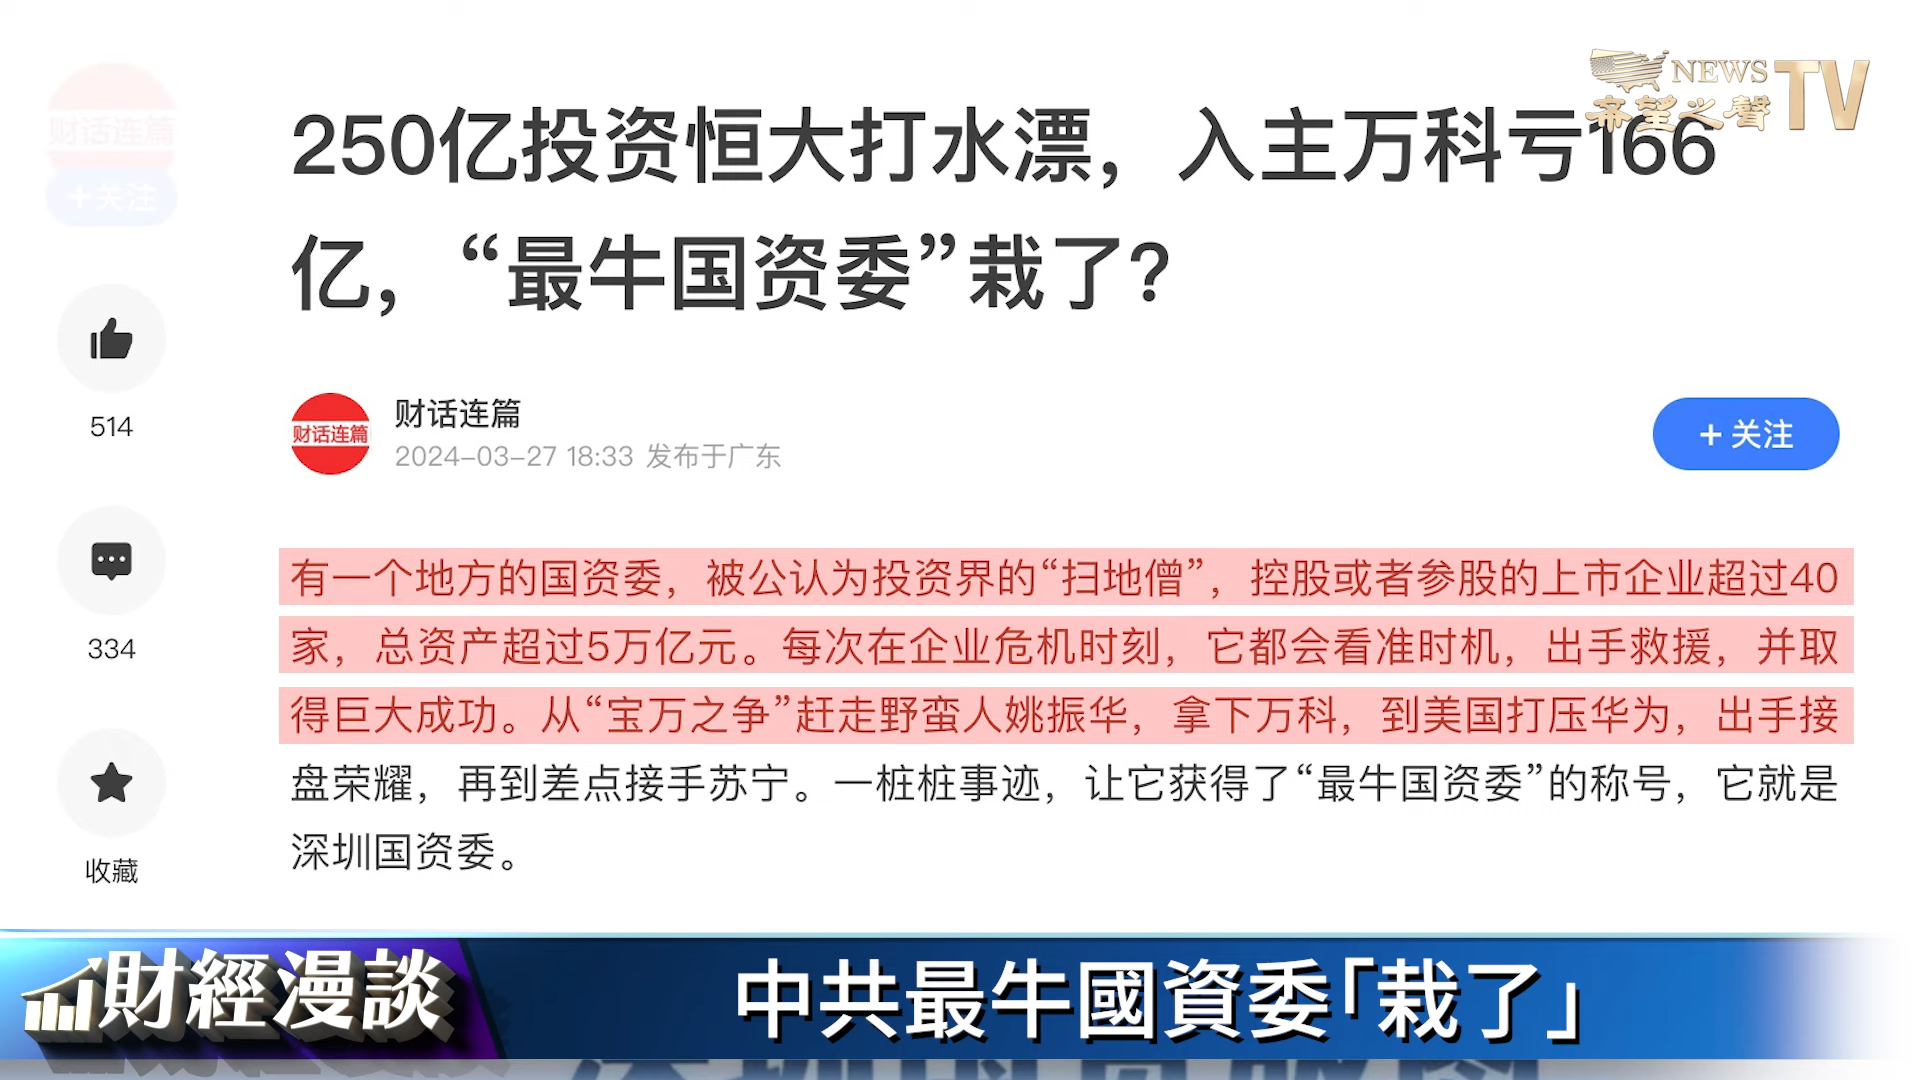 NEWS
希望之聲
TV
财话连篇
+关注
250亿投资恒大打水漂，入主万科亏166
亿，“最牛国资委”栽了?
财话连篇
财话连篇
2024-03-27 18:33 发布于广东
+ 关注
514
334
收藏
有一个地方的国资委，被公认为投资界的“扫地僧”，控股或者参股的上市企业超过40
家，总资产超过5万亿元。每次在企业危机时刻，它都会看准时机，出手救援，并取
得巨大成功。从“宝万之争”赶走野蛮人姚振华，拿下万科，到美国打压华为，出手接
盘荣耀，再到差点接手苏宁。一桩桩事迹，让它获得了“最牛国资委”的称号，它就是
深圳国资委。
財經漫談
中共最牛國資委｢栽了｣